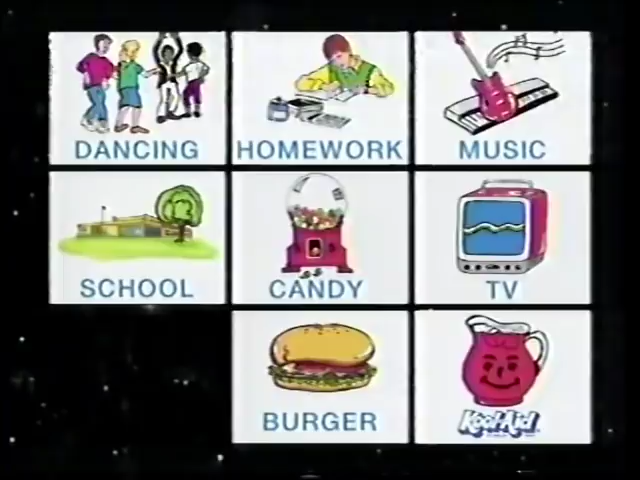 DANCING
HOMEWORK
MUSIC
SCHOOL
CANDY
TV
BURGER
Kool-Aid